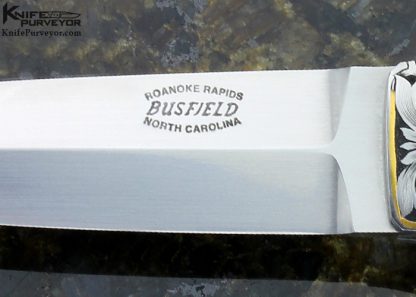 KNIFE
PURVEYOR
KnifePurveyor.com
ROANOKE RAPIDS
BUSFIELD
NORTH CAROLINA